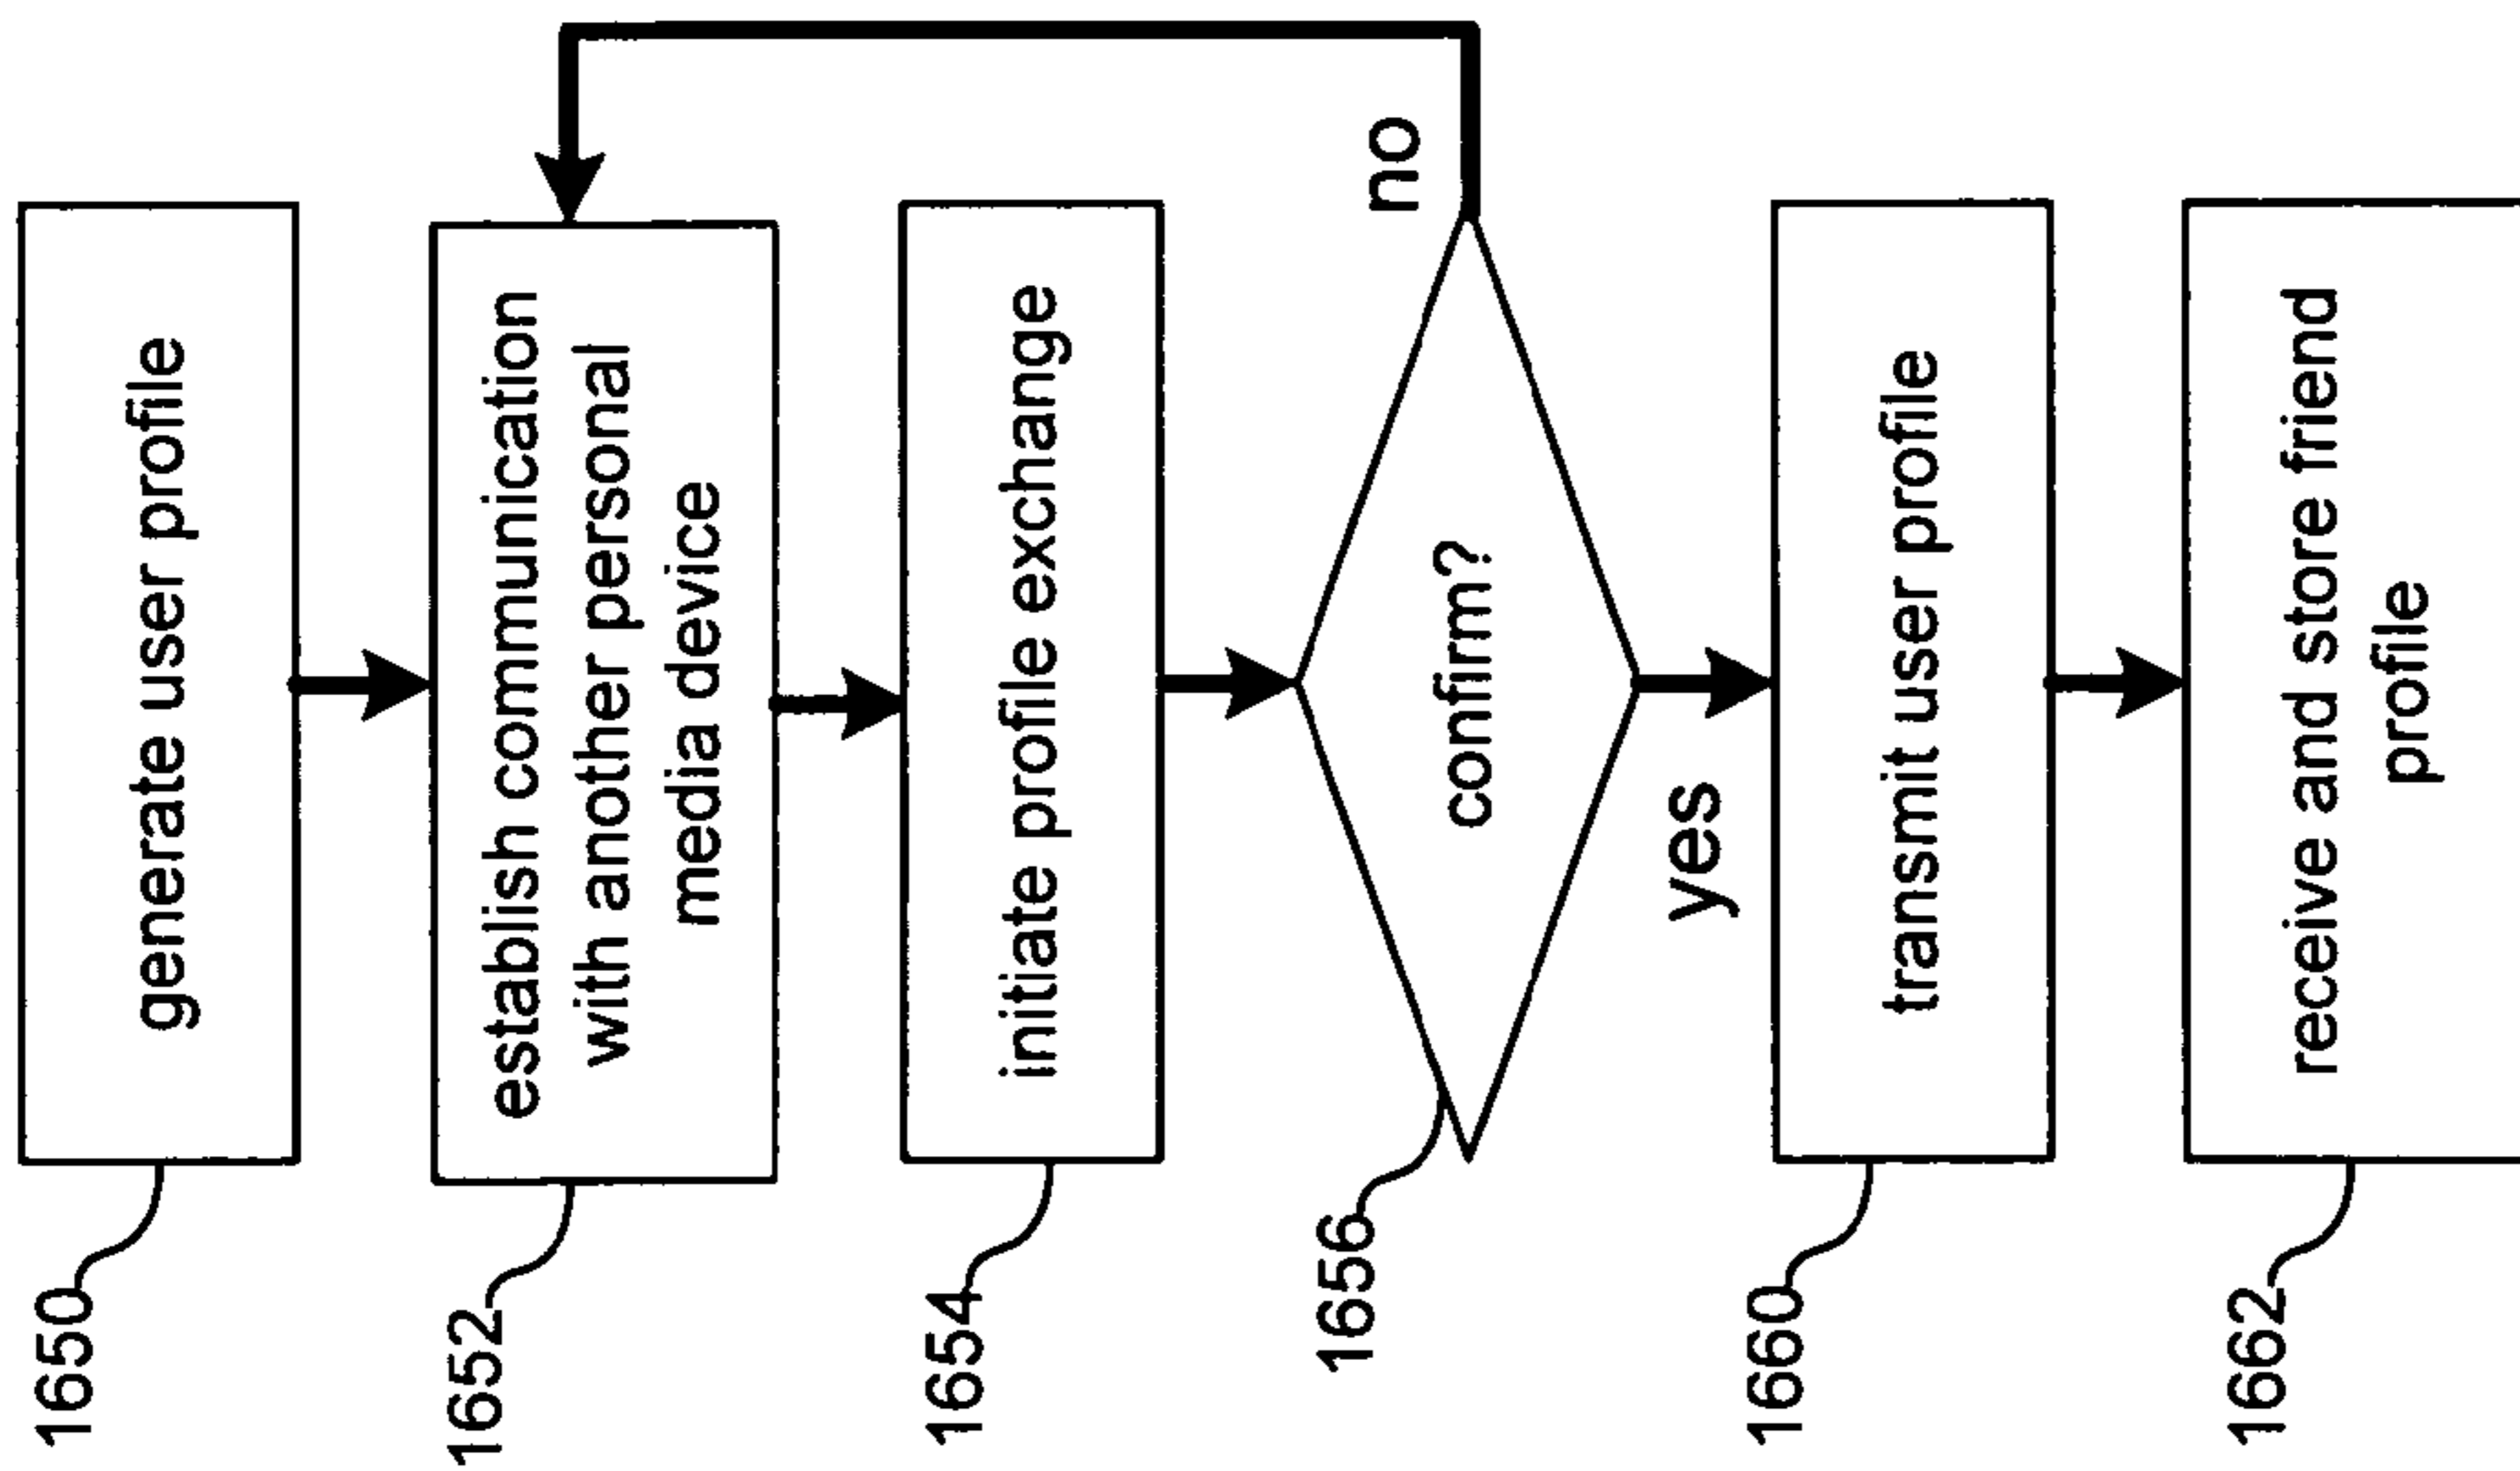 1650
generate user profile
1652
establish communication
with another personal
media device
1654
initiate profile exchange
1656
confirm?
no
yes
1660
transmit user profile
1662
receive and store friend
profile